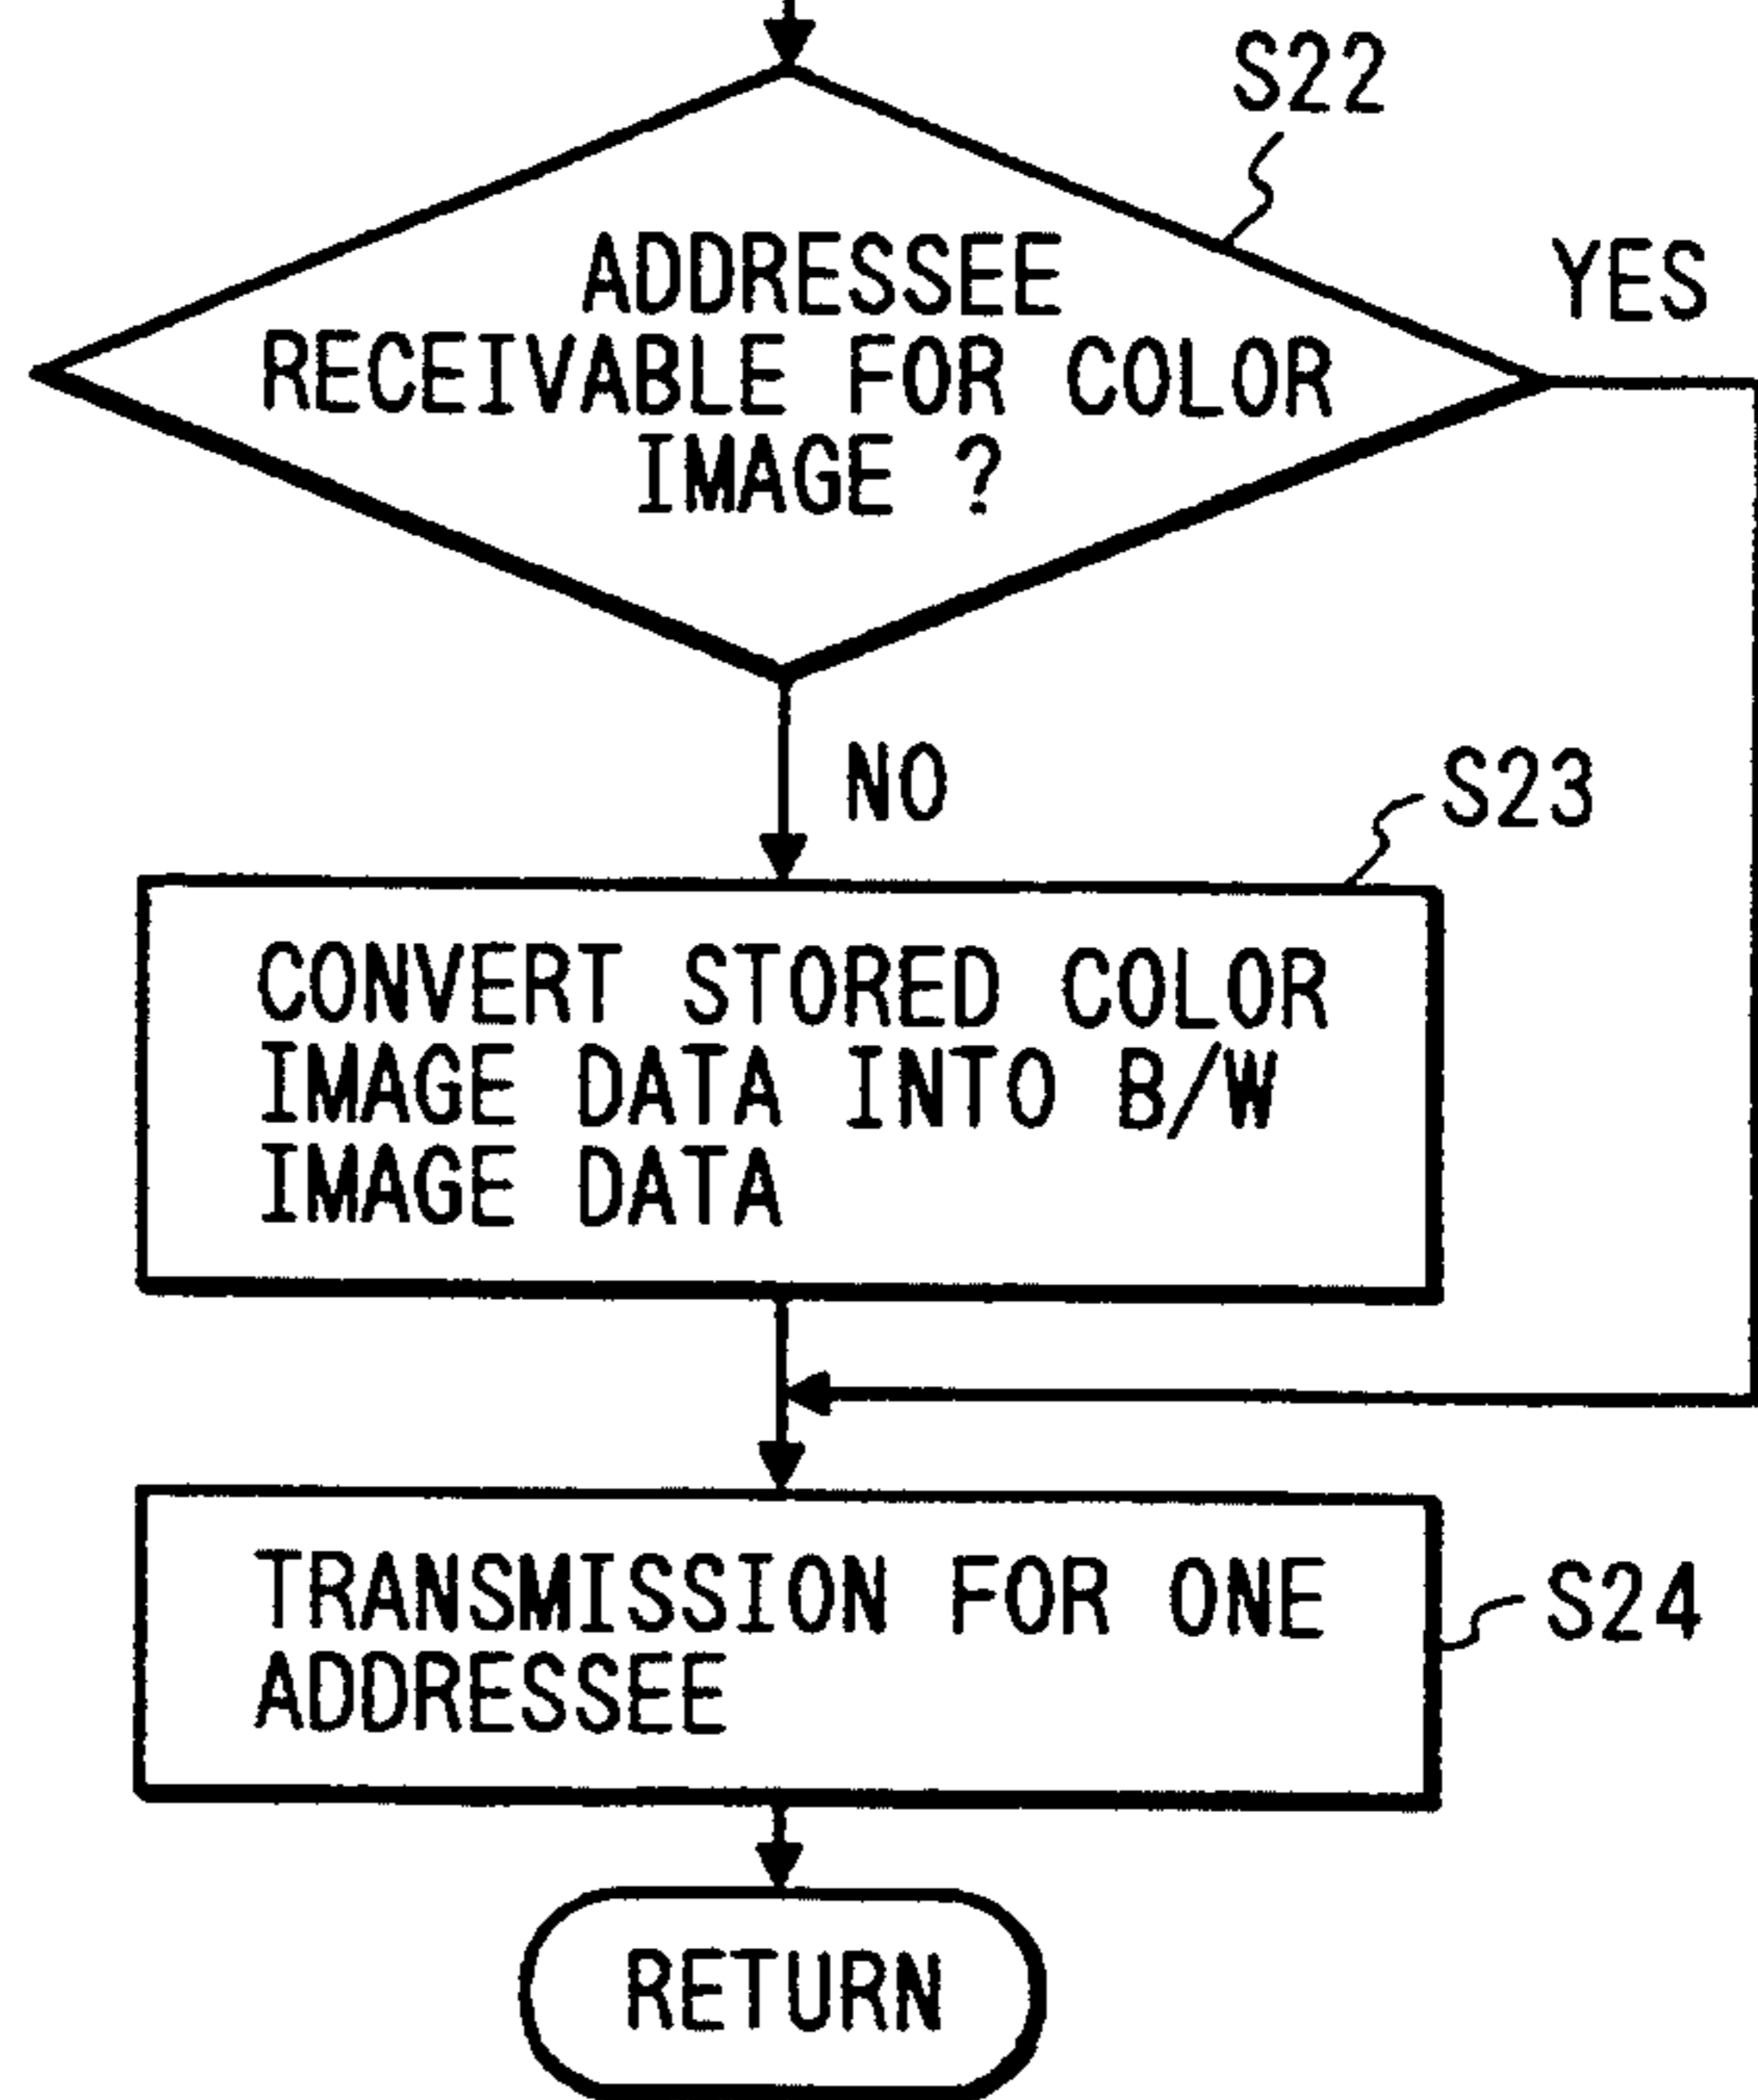 S22
ADDRESSEE
RECEIVABLE FOR COLOR
IMAGE ?
YES
NO
S23
CONVERT STORED COLOR
IMAGE DATA INTO B/W
IMAGE DATA
TRANSMISSION FOR ONE
ADDRESSEE
S24
RETURN